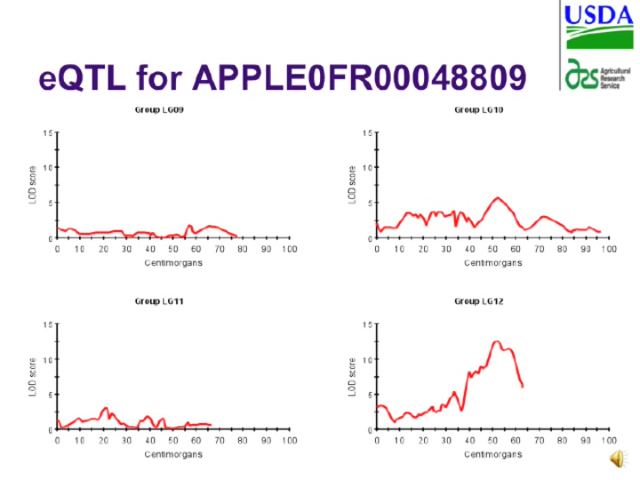 USDA
Agricultural
Research
Service
eQTL for APPLE0FR00048809
Group LG09
15
10
5
0
LOD score
0 10 20 30 40 50 60 70 80 90 100
Centimorgans
Group LG10
15
10
5
0
LOD score
0 10 20 30 40 50 60 70 80 90 100
Centimorgans
Group LG11
15
10
5
0
LOD score
0 10 20 30 40 50 60 70 80 90 100
Centimorgans
Group LG12
15
10
5
0
LOD score
0 10 20 30 40 50 60 70 80 90 100
Centimorgans